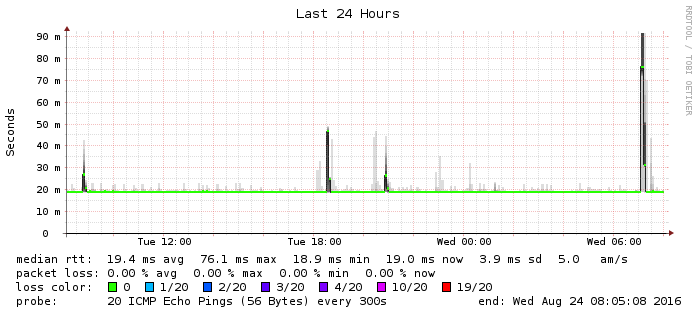 Last 24 Hours
RRDTOOL / TOBI OETIKER
Seconds
90 m
80 m
70 m
60 m
50 m
40 m
30 m
20 m
10 m
0
Tue 12:00 Tue 18:00 Wed 00:00 Wed 06:00
median rtt: 19.4 ms avg 76.1 ms max 18.9 ms min 19.0 ms now 3.9 ms sd 5.0 am/s
packet loss: 0.00 % avg 0.00 % max 0.00 % min 0.00 % now
loss color: 0 1/20 2/20 3/20 4/20 10/20 19/20
probe: 20 ICMP Echo Pings (56 Bytes) every 300s end: Wed Aug 24 08:05:08 2016